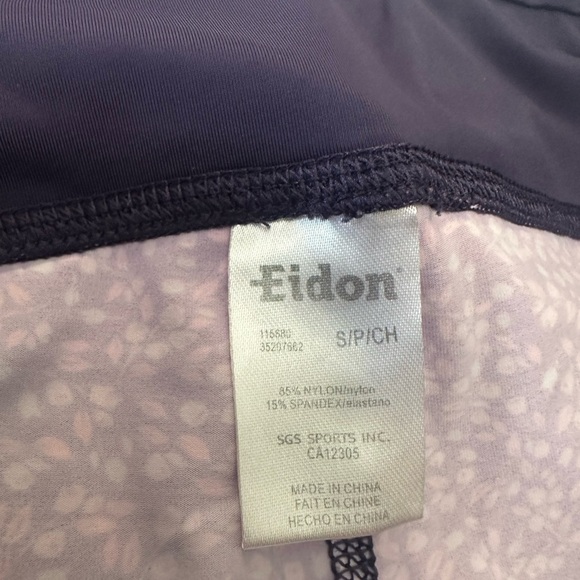 Eidon
115680 S/P/CH
35207662
85% NYLON/nylon
15% SPANDEX/elastano
SGS SPORTS INC.
CA12305
MADE IN CHINA
FAIT EN CHINE
HECHO EN CHINA